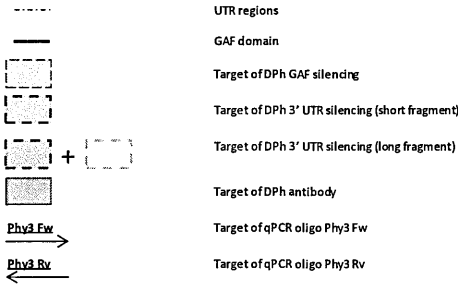 UTR regions
GAF domain
Target of DPh GAF silencing
Target of DPh 3' UTR silencing (short fragment)
+ Target of DPh 3' UTR silencing (long fragment)
Target of DPh antibody
Phy3 Fw Target of qPCR oligo Phy3 Fw
Phy3 Rv Target of qPCR oligo Phy3 Rv